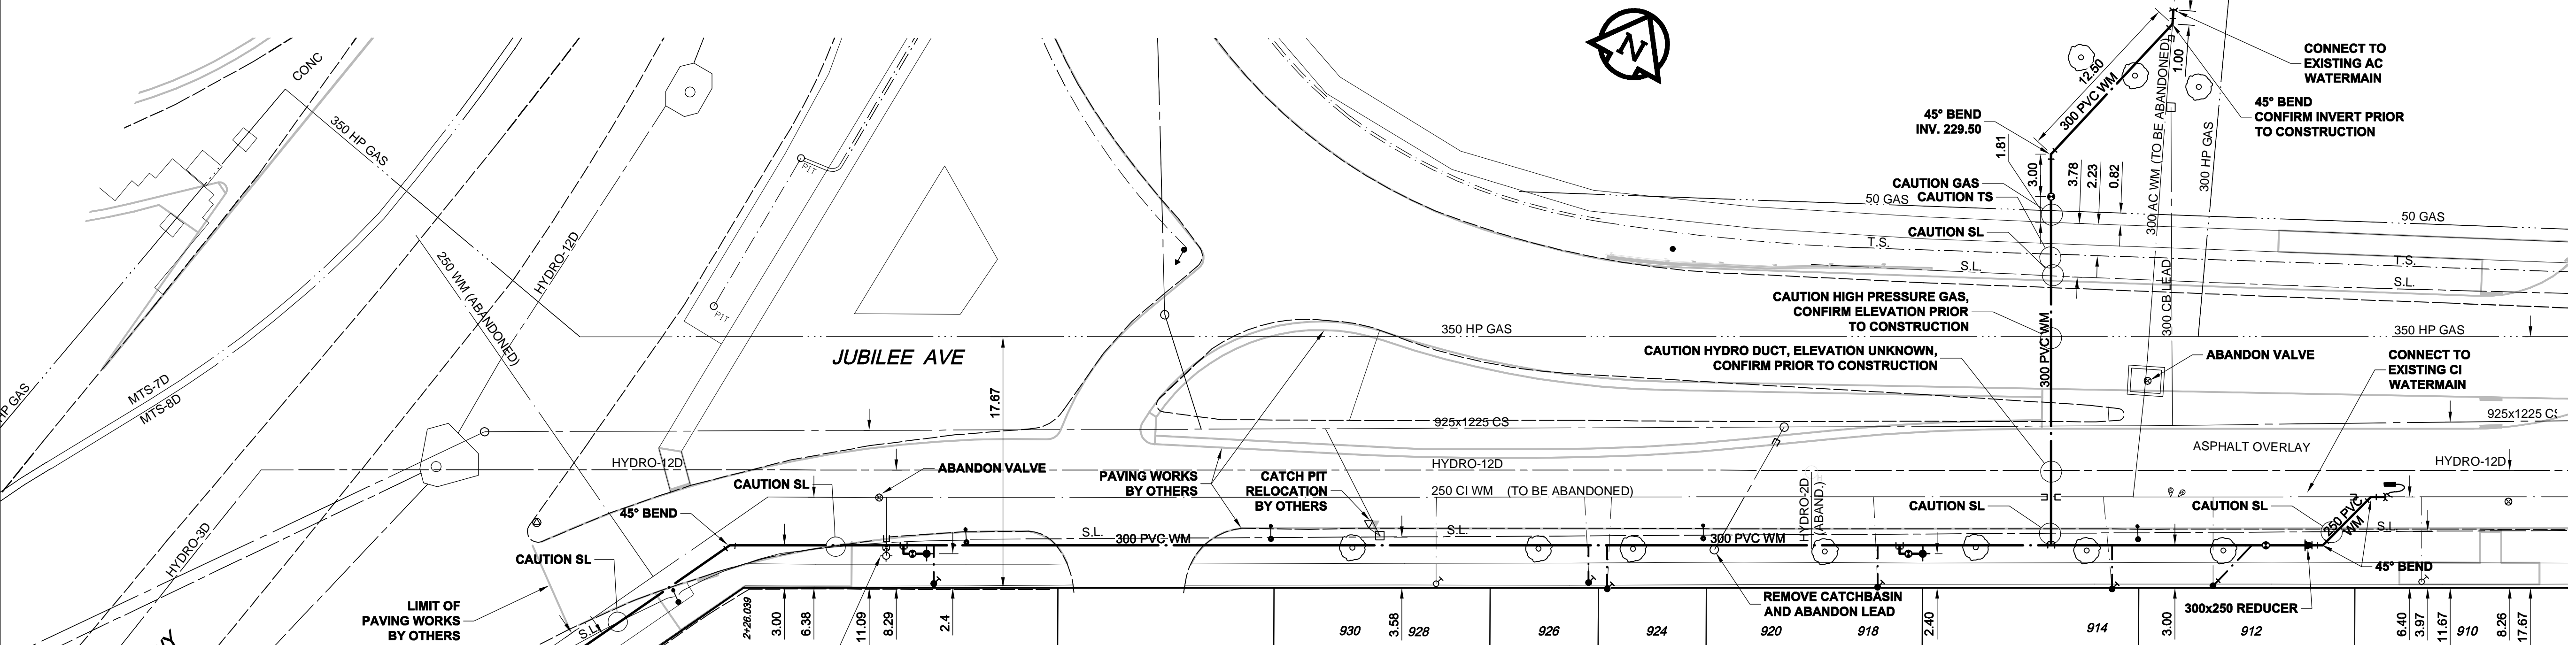 N
CONC
350 HP GAS
HP GAS
MTS-7D
MTS-8D
250 WM (ABANDONED)
HYDRO-12D
HYDRO-3D
PIT
PIT
JUBILEE AVE
17.67
HYDRO-12D
ABANDON VALVE
CAUTION SL
45° BEND
CAUTION SL
LIMIT OF
PAVING WORKS
BY OTHERS
S.L.
2+26.039
3.00
6.38
11.09
8.29
2.4
PAVING WORKS
BY OTHERS
CATCH PIT
RELOCATION
BY OTHERS
S.L.
300 PVC WM
350 HP GAS
925x1225 CS
HYDRO-12D
250 CI WM (TO BE ABANDONED)
S.L.
300 PVC WM
HYDRO-2D
(ABAND.)
REMOVE CATCHBASIN
AND ABANDON LEAD
930
3.58
928
926
924
920
918
2.40
914
3.00
912
6.40
3.97
11.67
910
8.26
17.67
CONNECT TO
EXISTING AC
WATERMAIN
45° BEND
CONFIRM INVERT PRIOR
TO CONSTRUCTION
12.50
300 PVC WM
1.00
300 AC WM (TO BE ABANDONED)
300 HP GAS
45° BEND
INV. 229.50
1.81
3.00
3.78
2.23
0.82
CAUTION GAS
50 GAS
CAUTION TS
50 GAS
CAUTION SL
T.S.
S.L.
T.S.
S.L.
300 CB LEAD
CAUTION HIGH PRESSURE GAS,
CONFIRM ELEVATION PRIOR
TO CONSTRUCTION
300 PVC WM
350 HP GAS
CAUTION HYDRO DUCT, ELEVATION UNKNOWN,
CONFIRM PRIOR TO CONSTRUCTION
ABANDON VALVE
CONNECT TO
EXISTING CI
WATERMAIN
925x1225 CS
ASPHALT OVERLAY
HYDRO-12D
CAUTION SL
CAUTION SL
250 PVC
WM
S.L.
45° BEND
300x250 REDUCER